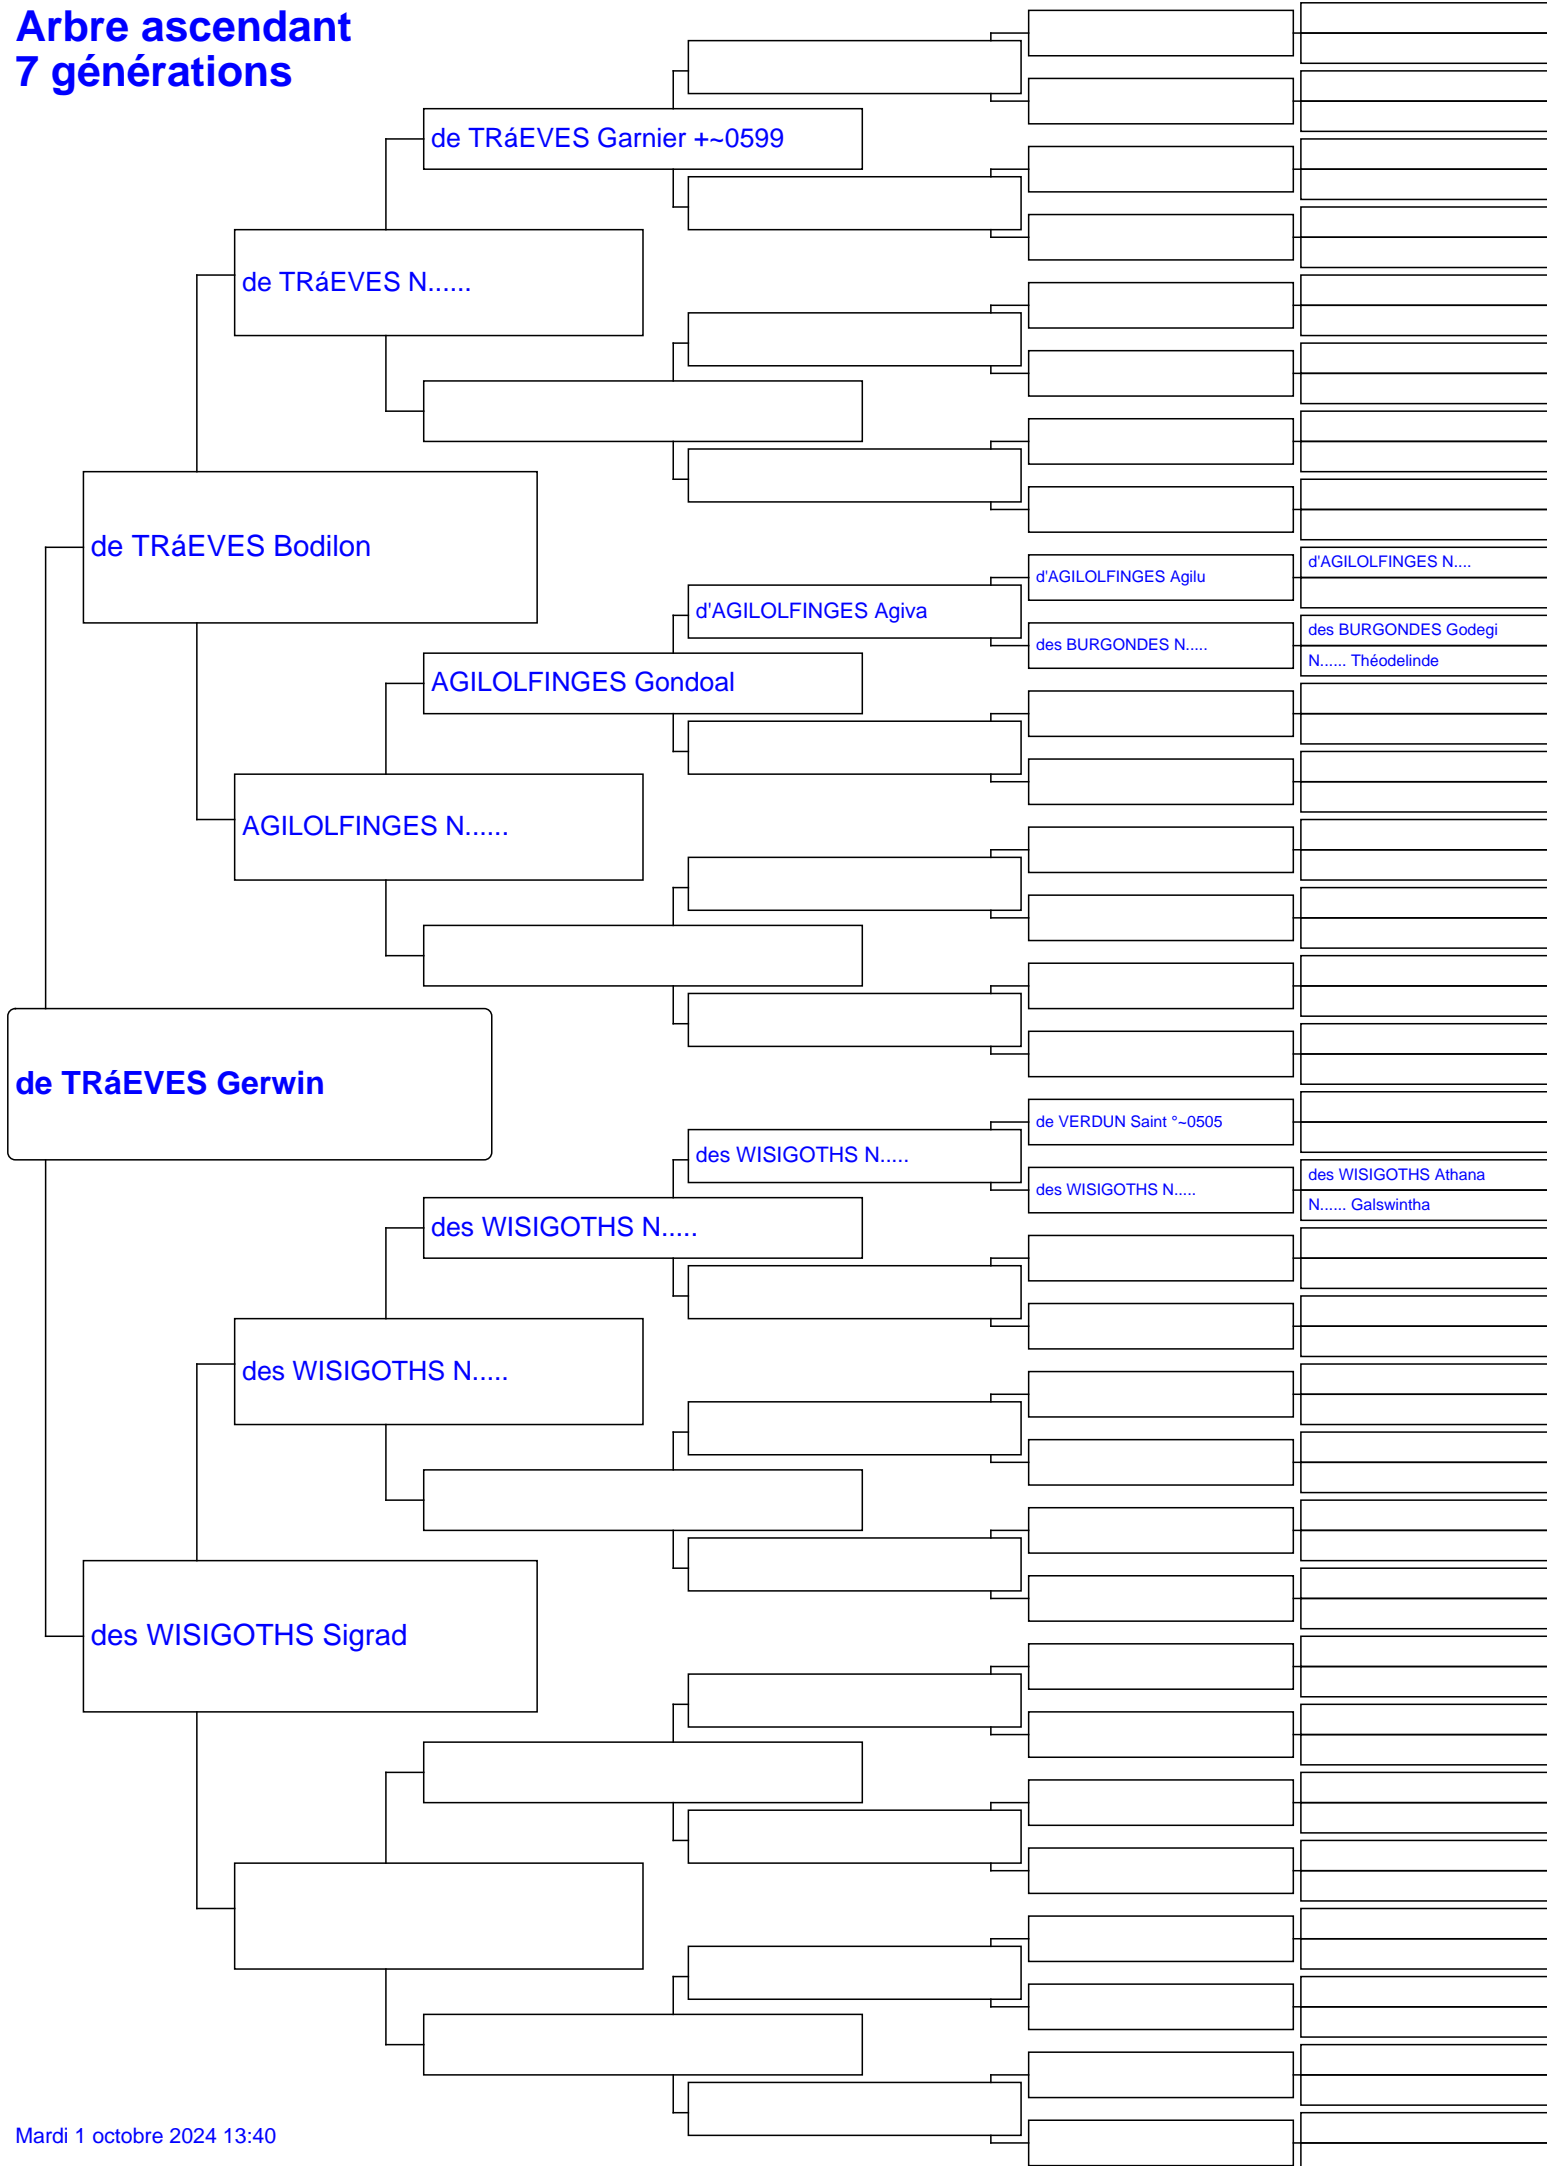 Arbre ascendant
7 générations
de TRáEVES Garnier +~0599
de TRáEVES N......
de TRáEVES Bodilon
d'AGILOLFINGES N....
d'AGILOLFINGES Agilu
d'AGILOLFINGES Agiva
des BURGONDES Godegi
des BURGONDES N.....
N...... Théodelinde
AGILOLFINGES Gondoal
AGILOLFINGES N......
de TRáEVES Gerwin
de VERDUN Saint °~0505
des WISIGOTHS N.....
des WISIGOTHS Athana
des WISIGOTHS N.....
N...... Galswintha
des WISIGOTHS N.....
des WISIGOTHS N.....
des WISIGOTHS Sigrad
Mardi 1 octobre 2024 13:40